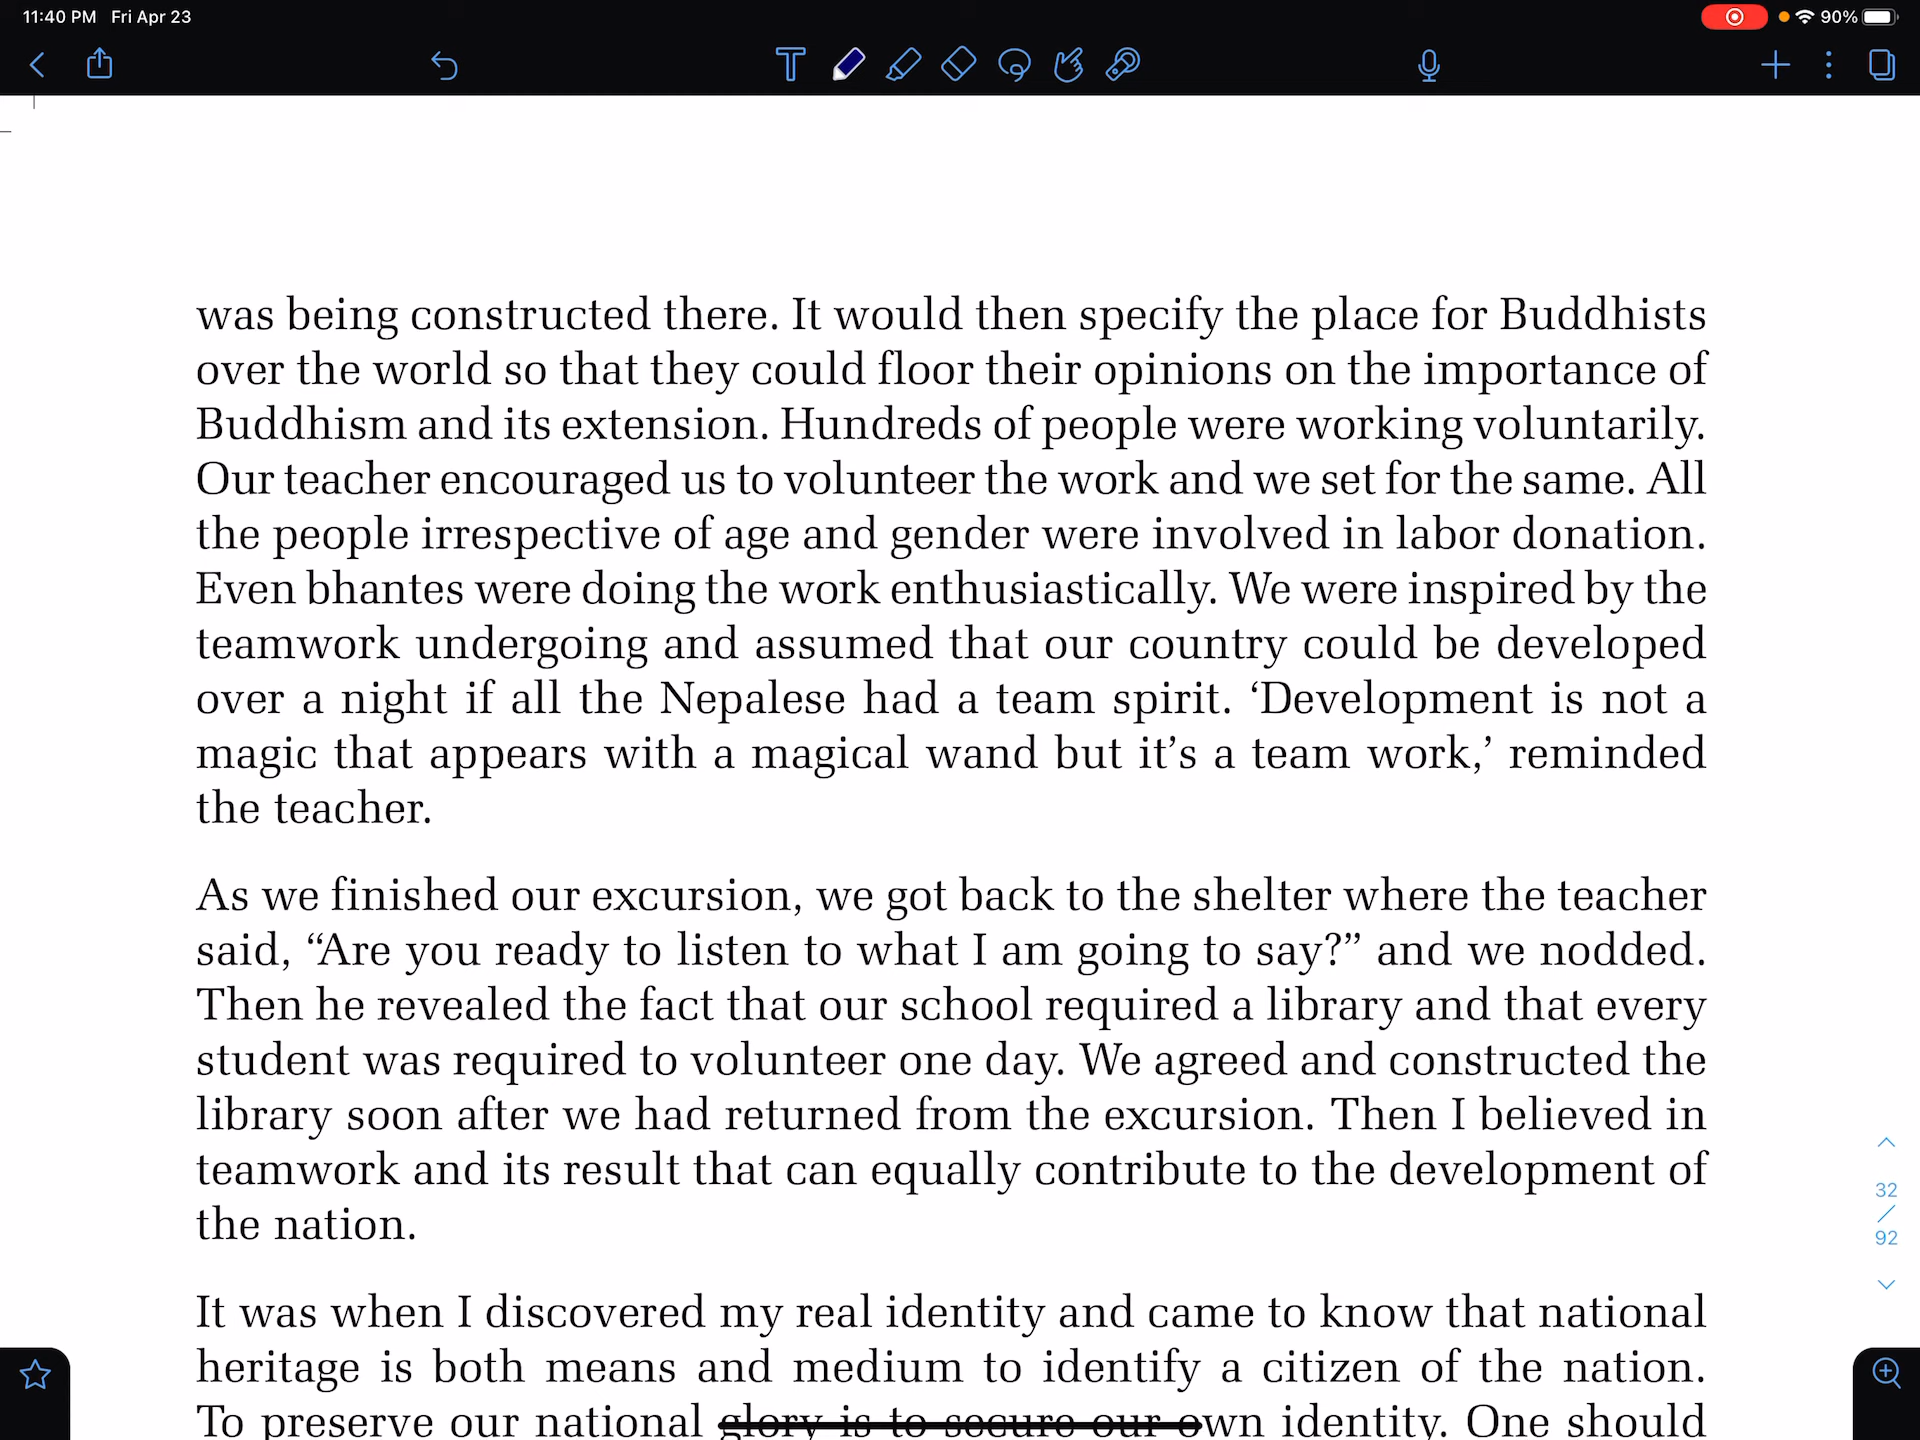 11:40 PM Fri Apr 23
90%
was being constructed there. It would then specify the place for Buddhists
over the world so that they could floor their opinions on the importance of
Buddhism and its extension. Hundreds of people were working voluntarily.
Our teacher encouraged us to volunteer the work and we set for the same. All
the people irrespective of age and gender were involved in labor donation.
Even bhantes were doing the work enthusiastically. We were inspired by the
teamwork undergoing and assumed that our country could be developed
over a night if all the Nepalese had a team spirit. ‘Development is not a
magic that appears with a magical wand but it’s a team work,’ reminded
the teacher.
As we finished our excursion, we got back to the shelter where the teacher
said, “Are you ready to listen to what I am going to say?” and we nodded.
Then he revealed the fact that our school required a library and that every
student was required to volunteer one day. We agreed and constructed the
library soon after we had returned from the excursion. Then I believed in
teamwork and its result that can equally contribute to the development of
the nation.
It was when I discovered my real identity and came to know that national
heritage is both means and medium to identify a citizen of the nation.
To preserve our national glory is to secure our own identity. One should
32
/
92